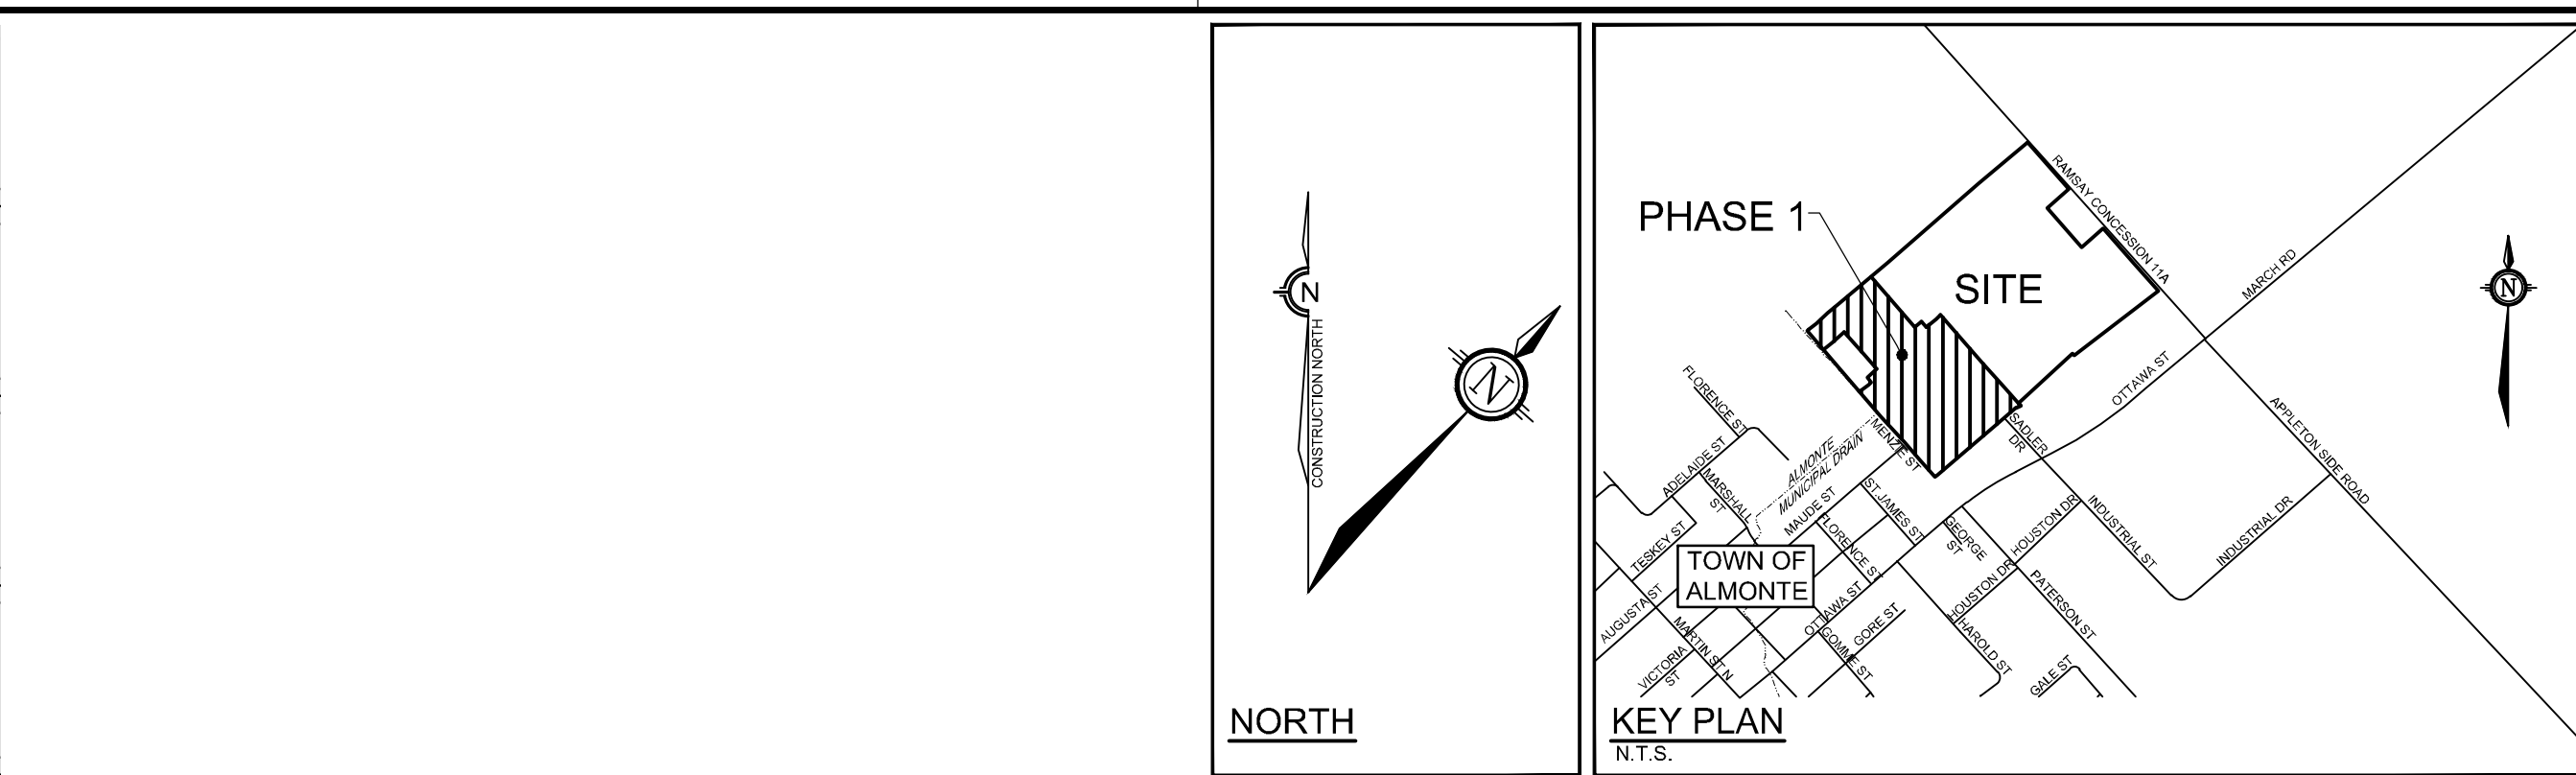 N
CONSTRUCTION NORTH
N
NORTH
PHASE 1
SITE
RAMSAY CONCESSION 11A
MARCH RD
N
OTTAWA ST
APPLETON SIDE ROAD
SADLER
DR
MENZIE ST
FLORENCE ST
ADELAIDE ST
MARSHALL
ST
ALMONTE
MUNICIPAL DRAIN
MAUDE ST
ST.JAMES ST
FLORENCE ST
GEORGE
ST
HOUSTON DR
INDUSTRIAL ST
INDUSTRIAL DR
TESKEY ST
TOWN OF
ALMONTE
HOUSTON DR
PATERSON ST
AUGUSTA ST
OTTAWA ST
GORE ST
GOMME ST
HAROLD ST
MARTIN ST N
VICTORIA
ST
GALE ST
KEY PLAN
N.T.S.